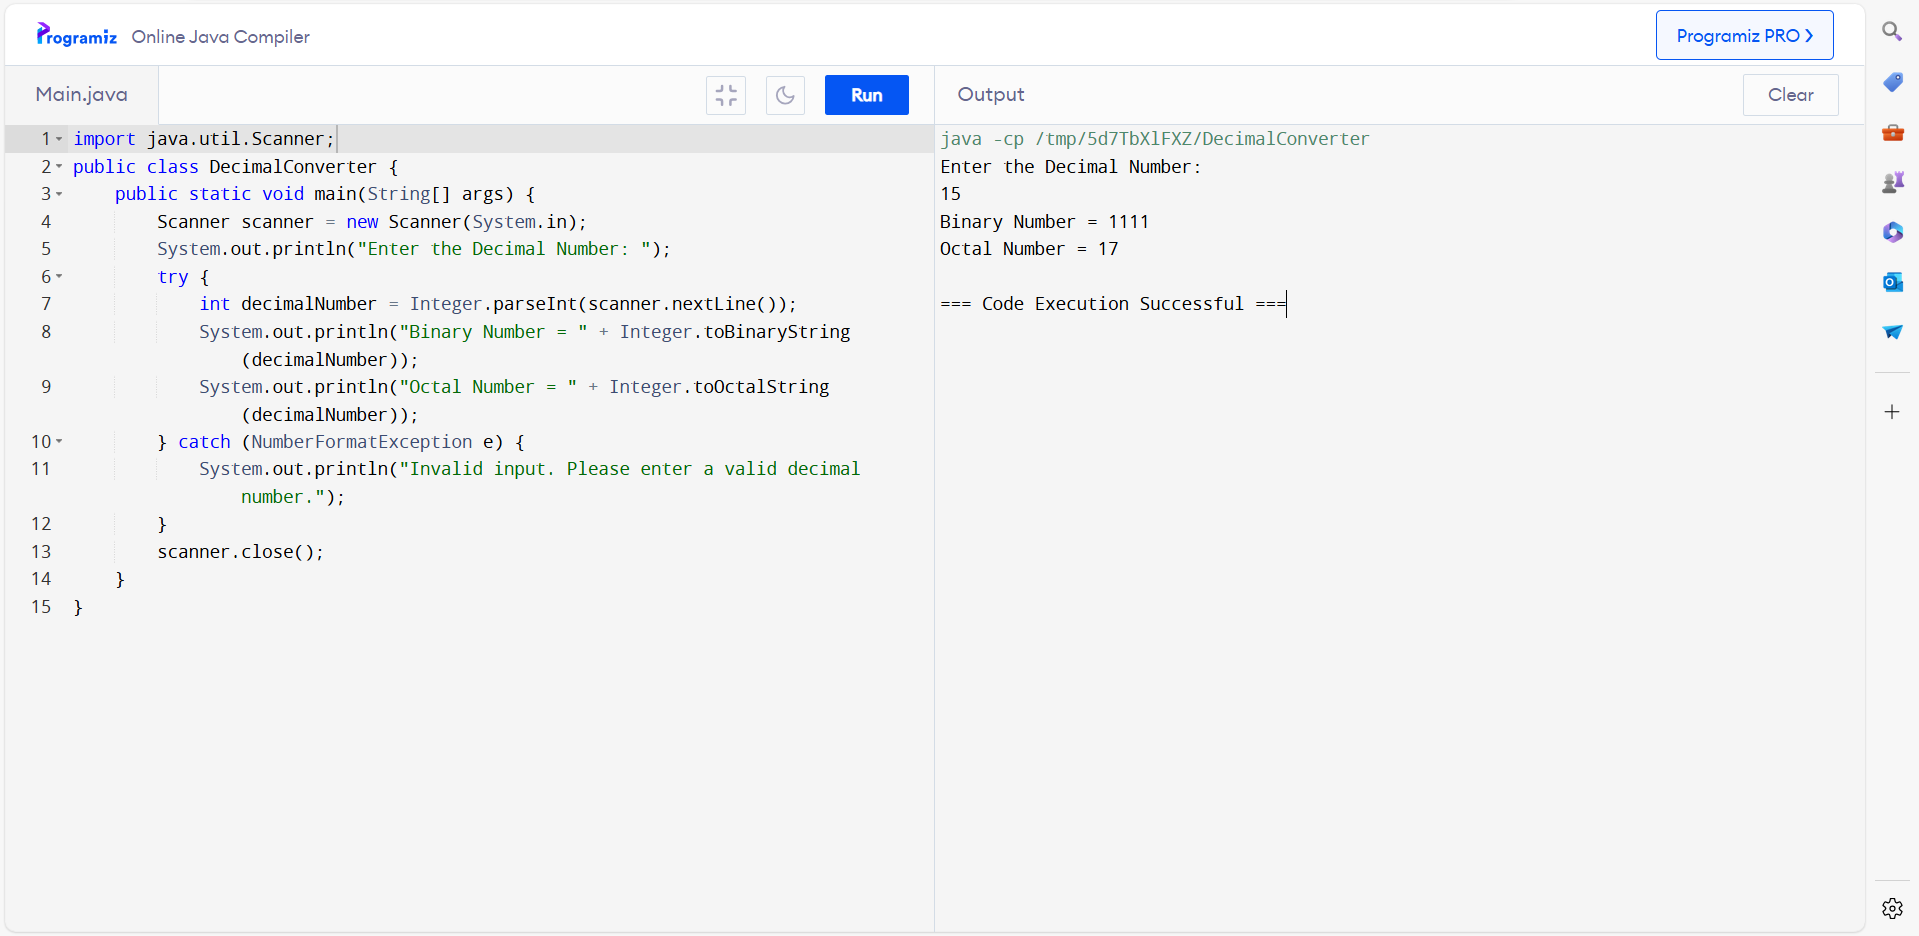 Programiz Online Java Compiler
Programiz PRO ❯
Main.java
Run
Output
Clear
1 import java.util.Scanner;
2 public class DecimalConverter {
3     public static void main(String[] args) {
4         Scanner scanner = new Scanner(System.in);
5         System.out.println("Enter the Decimal Number: ");
6         try {
7             int decimalNumber = Integer.parseInt(scanner.nextLine());
8             System.out.println("Binary Number = " + Integer.toBinaryString
                (decimalNumber));
9             System.out.println("Octal Number = " + Integer.toOctalString
                (decimalNumber));
10         } catch (NumberFormatException e) {
11             System.out.println("Invalid input. Please enter a valid decimal
                number.");
12         }
13         scanner.close();
14     }
15 }
java -cp /tmp/5d7TbXlFXZ/DecimalConverter
Enter the Decimal Number:
15
Binary Number = 1111
Octal Number = 17
=== Code Execution Successful ===